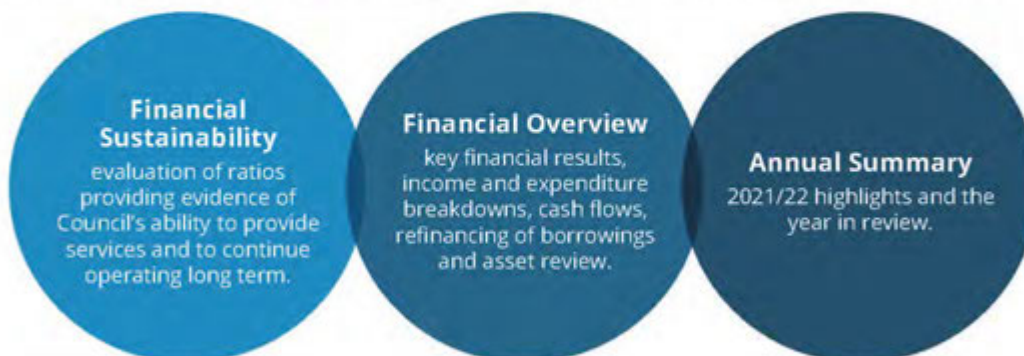 Financial
Sustainability
evaluation of ratios
providing evidence of
Council's ability to provide
services and to continue
operating long term.
Financial Overview
key financial results,
income and expenditure
breakdowns, cash flows,
refinancing of borrowings
and asset review.
Annual Summary
2021/22 highlights and the
year in review.